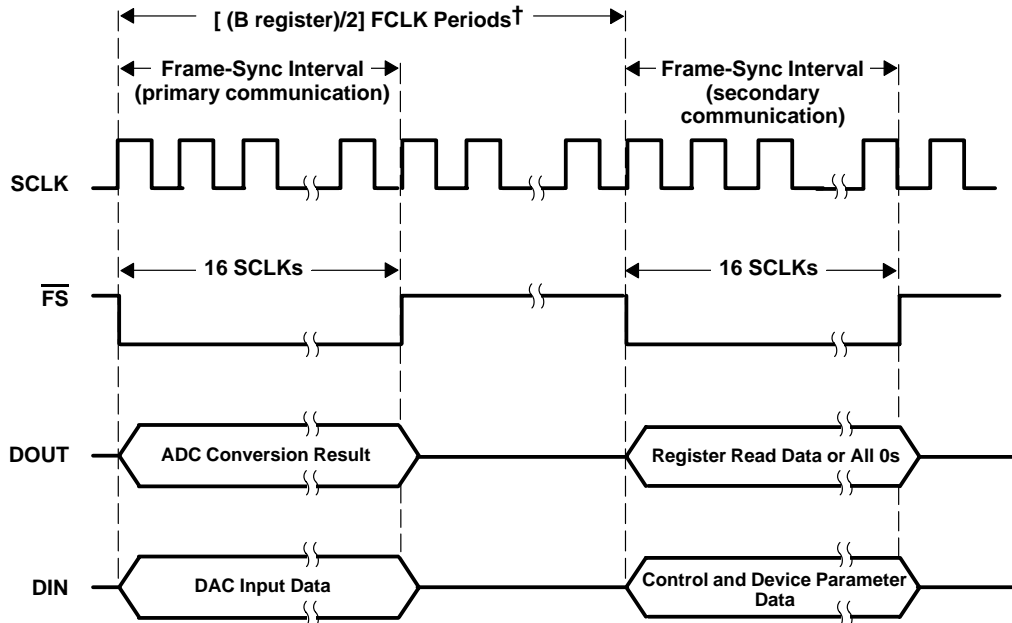 [ (B register)/2] FCLK Periods†
Frame-Sync Interval
(primary communication)
Frame-Sync Interval
(secondary
communication)
SCLK
16 SCLKs
16 SCLKs
FS
DOUT
ADC Conversion Result
Register Read Data or All 0s
DIN
DAC Input Data
Control and Device Parameter
Data